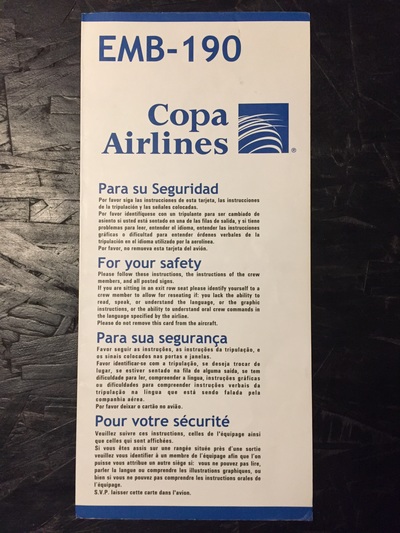 EMB-190
Copa
Airlines
®
Para su Seguridad
Por favor siga las instrucciones de esta tarjeta, las instrucciones
de la tripulación y las señales colocadas.
Por favor identifíquese con un tripulante para ser cambiado de
asiento si usted está sentado en una de las filas de salida, y si tiene
problemas para leer, entender el idioma, entender las instrucciones
gráficas o dificultad para entender órdenes verbales de la
tripulación en el idioma utilizado por la aerolínea.
Por favor, no remueva esta tarjeta del avión.
For your safety
Please follow these instructions, the instructions of the crew
members, and all posted signs.
If you are sitting in an exit row seat please identify yourself to a
crew member to allow for reseating if: you lack the ability to
read, speak, or understand the language, or the graphic
instructions, or the ability to understand oral crew commands in
the language specified by the airline.
Please do not remove this card from the aircraft.
Para sua segurança
Favor seguir as instruções, as instruções da tripulação, e
os sinais colocados nas portas e janelas.
Favor identificar-se com a tripulação, se deseja trocar de
lugar, se estiver sentado na fila de alguma saída, se tem
dificuldade para ler, compreender a língua, instruções gráficas
ou dificuldades para compreender instruções verbais da
tripulação na língua que está sendo falada pela
companhia aérea.
Por favor deixar o cartão no avião.
Pour votre sécurité
Veuillez suivre ces instructions, celles de l'équipage ainsi
que celles qui sont affichées.
Si vous êtes assis sur une rangée située prés d'une sortie
veuillez vous identifier à un membre de l'équipage afin que l'on
puisse vous attribuer un autre siège si: vous ne pouvez pas lire,
parler la langue ou comprendre les illustrations graphiques, ou
bien si vous ne pouvez pas comprendre les instructions orales de
l'équipage.
S.V.P. laisser cette carte dans l'avion.